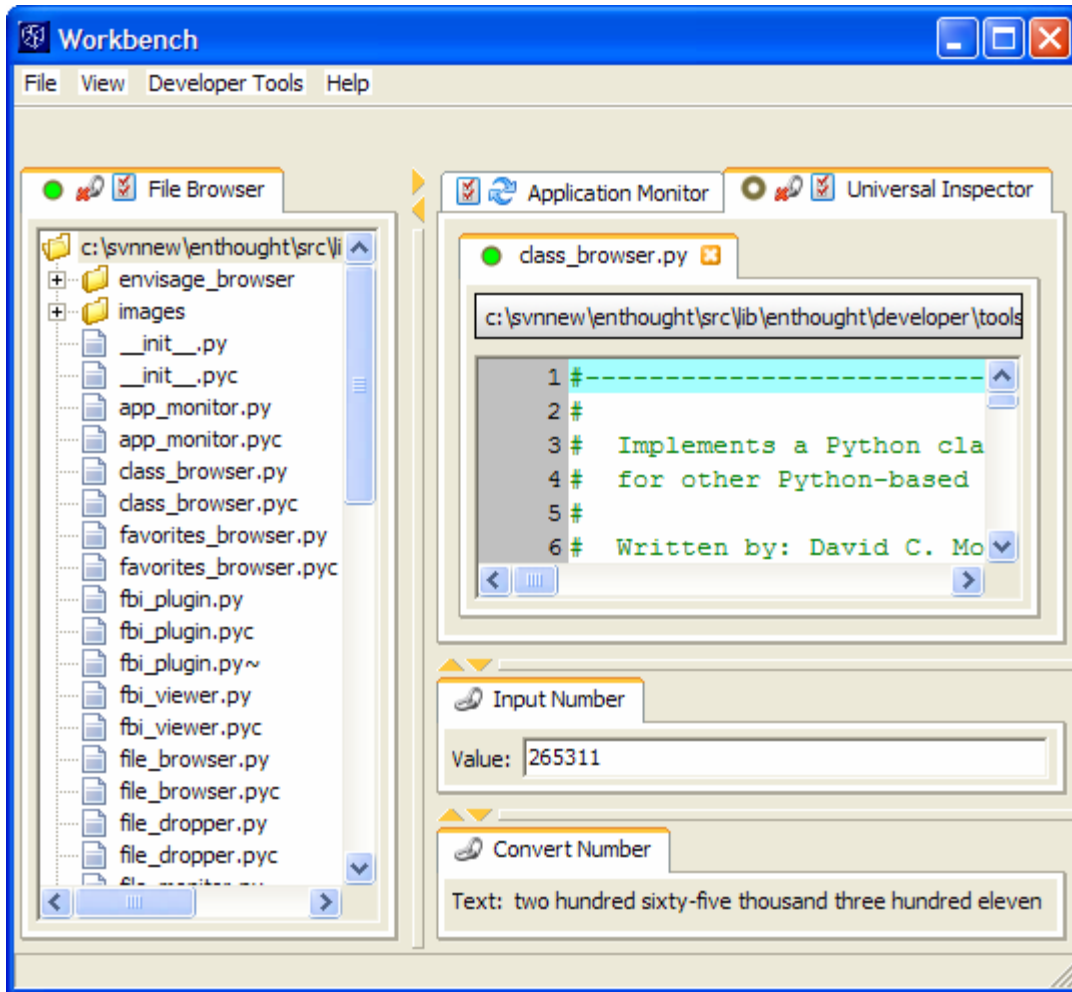 Workbench
File View Developer Tools Help
File Browser
c:\svnnew\enthought\src\li
envisage_browser
images
__init__.py
__init__.pyc
app_monitor.py
app_monitor.pyc
class_browser.py
class_browser.pyc
favorites_browser.py
favorites_browser.pyc
fbi_plugin.py
fbi_plugin.pyc
fbi_plugin.py~
fbi_viewer.py
fbi_viewer.pyc
file_browser.py
file_browser.pyc
file_dropper.py
file_dropper.pyc
Application Monitor Universal Inspector
class_browser.py
c:\svnnew\enthought\src\lib\enthought\developer\tools
1 #--------------------------
2 #
3 # Implements a Python cla
4 # for other Python-based
5 #
6 # Written by: David C. Mo
Input Number
Value: 265311
Convert Number
Text: two hundred sixty-five thousand three hundred eleven